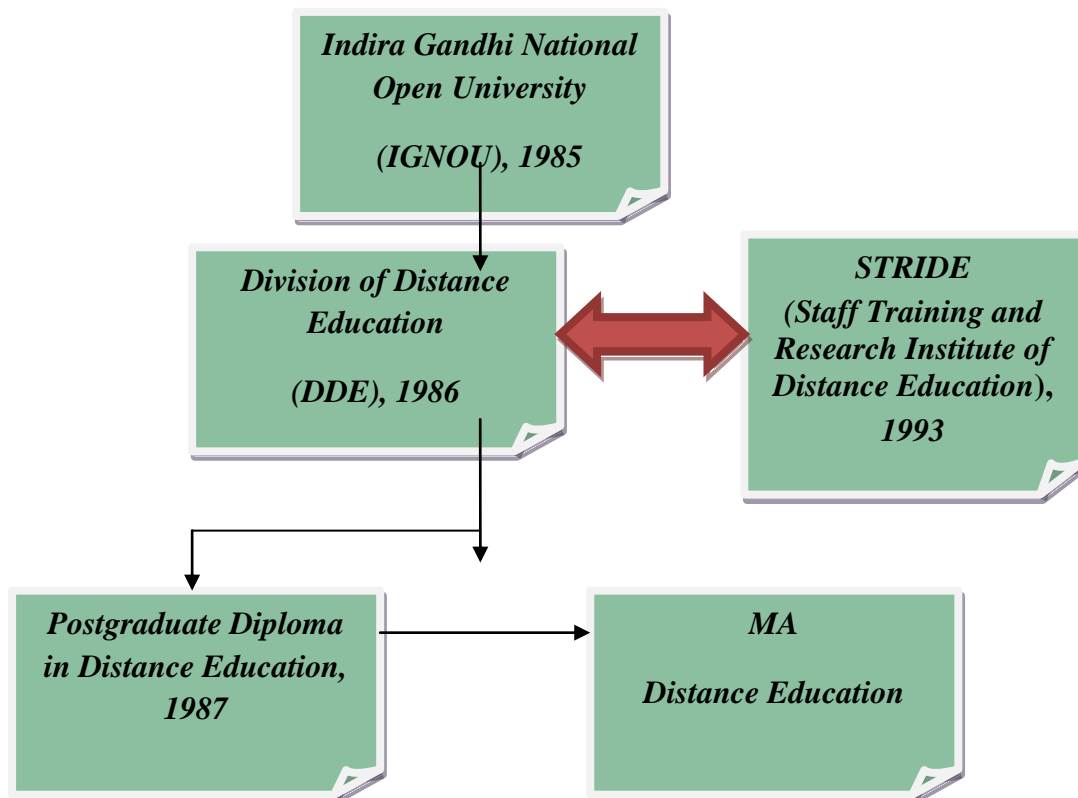 Indira Gandhi National
Open University
(IGNOU), 1985
Division of Distance
Education
(DDE), 1986
STRIDE
(Staff Training and
Research Institute of
Distance Education),
1993
Postgraduate Diploma
in Distance Education,
1987
MA
Distance Education